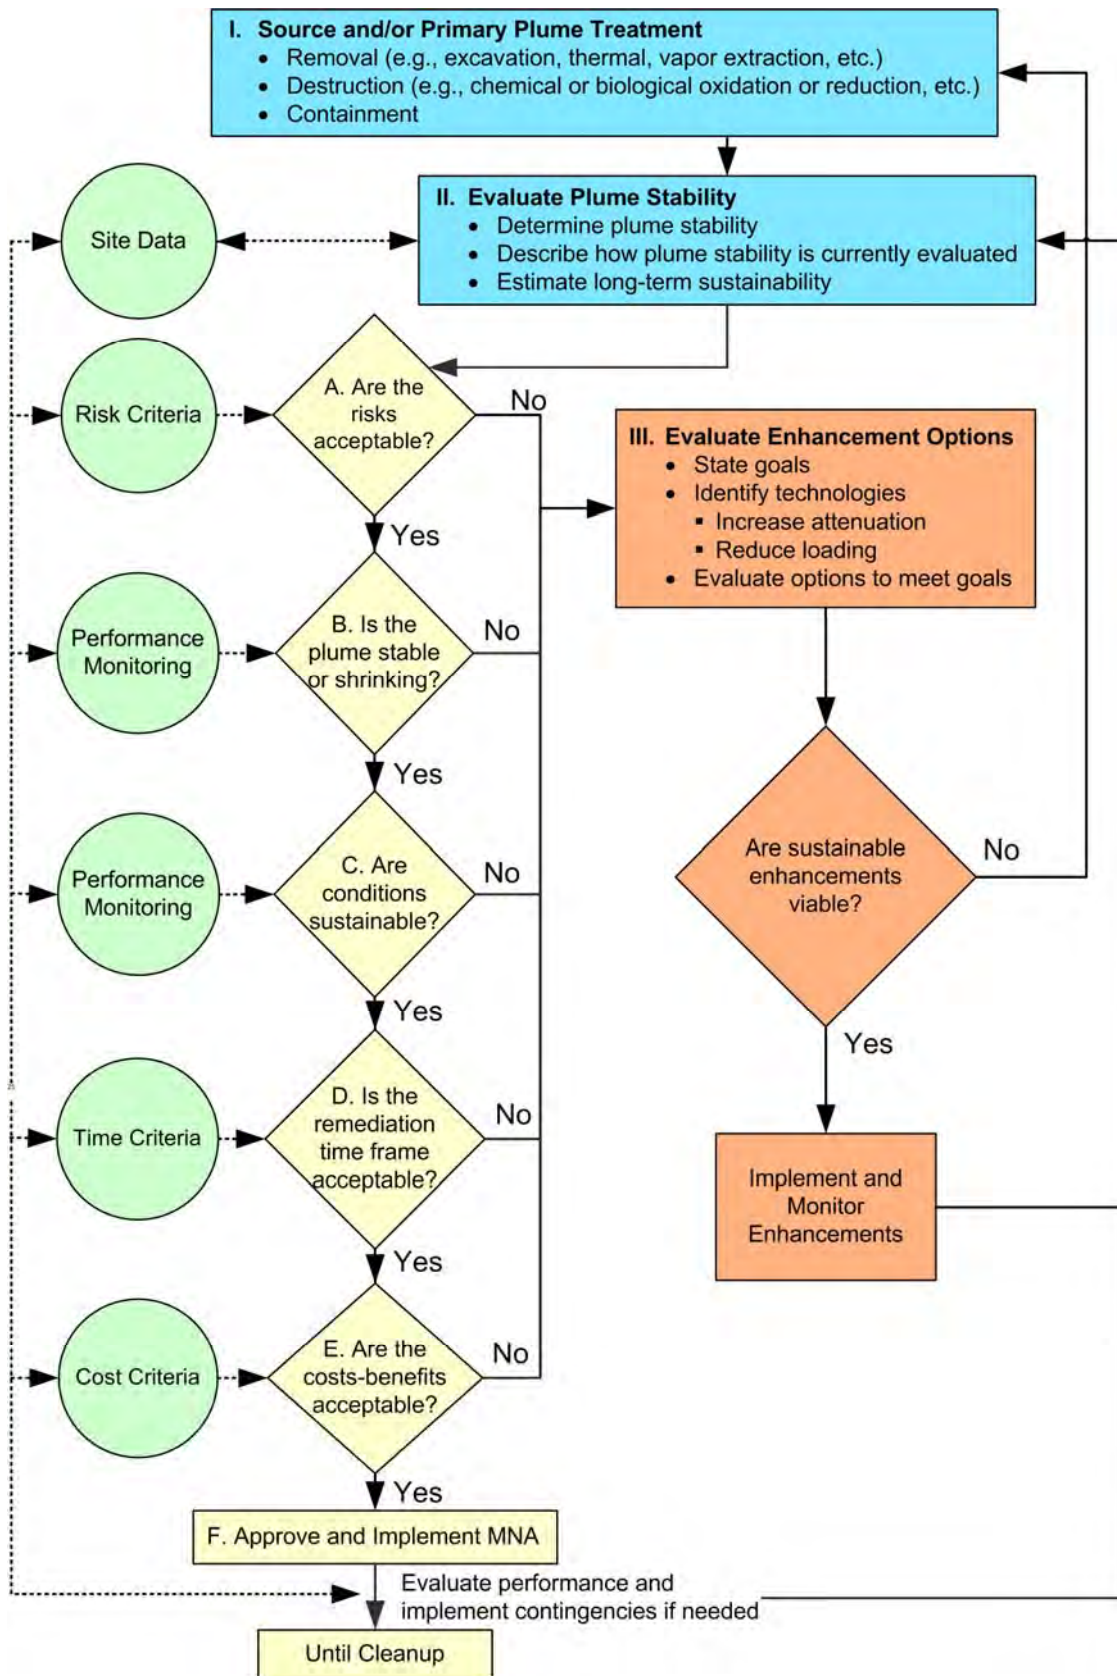 I. Source and/or Primary Plume Treatment
• Removal (e.g., excavation, thermal, vapor extraction, etc.)
• Destruction (e.g., chemical or biological oxidation or reduction, etc.)
• Containment
II. Evaluate Plume Stability
• Determine plume stability
• Describe how plume stability is currently evaluated
• Estimate long-term sustainability
Site Data
Risk Criteria
A. Are the
risks
acceptable?
No
Yes
III. Evaluate Enhancement Options
• State goals
• Identify technologies
▪ Increase attenuation
▪ Reduce loading
• Evaluate options to meet goals
Performance
Monitoring
B. Is the
plume stable
or shrinking?
No
Yes
Performance
Monitoring
C. Are
conditions
sustainable?
No
Yes
Are sustainable
enhancements
viable?
No
Yes
Time Criteria
D. Is the
remediation
time frame
acceptable?
No
Yes
Implement and
Monitor
Enhancements
Cost Criteria
E. Are the
costs-benefits
acceptable?
No
Yes
F. Approve and Implement MNA
Evaluate performance and
implement contingencies if needed
Until Cleanup